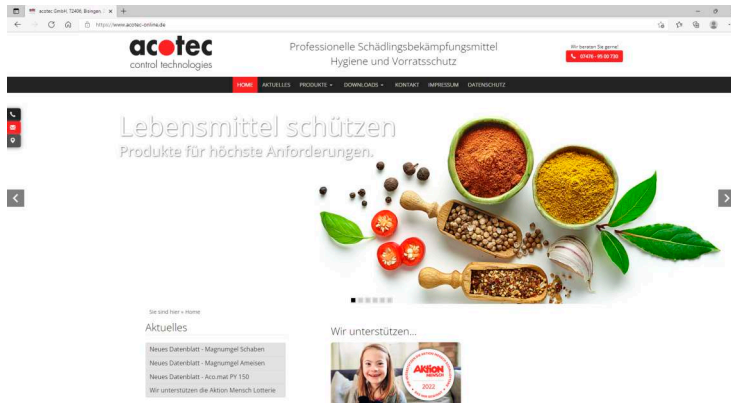 acotec GmbH, 72406, Bisingen,
https://www.acotec-online.de
acotec
control technologies
Professionelle Schädlingsbekämpfungsmittel
Hygiene und Vorratsschutz
Wir beraten Sie gerne!
07476 - 95 00 730
HOME AKTUELLES PRODUKTE DOWNLOADS KONTAKT IMPRESSUM DATENSCHUTZ
Lebensmittel schützen
Produkte für höchste Anforderungen.
Sie sind hier » Home
Aktuelles
Wir unterstützen...
Neues Datenblatt - Magnumgel Schaben
Neues Datenblatt - Magnumgel Ameisen
Neues Datenblatt - Aco.mat PY 150
Wir unterstützen die Aktion Mensch Lotterie
AKTION
MENSCH
2022